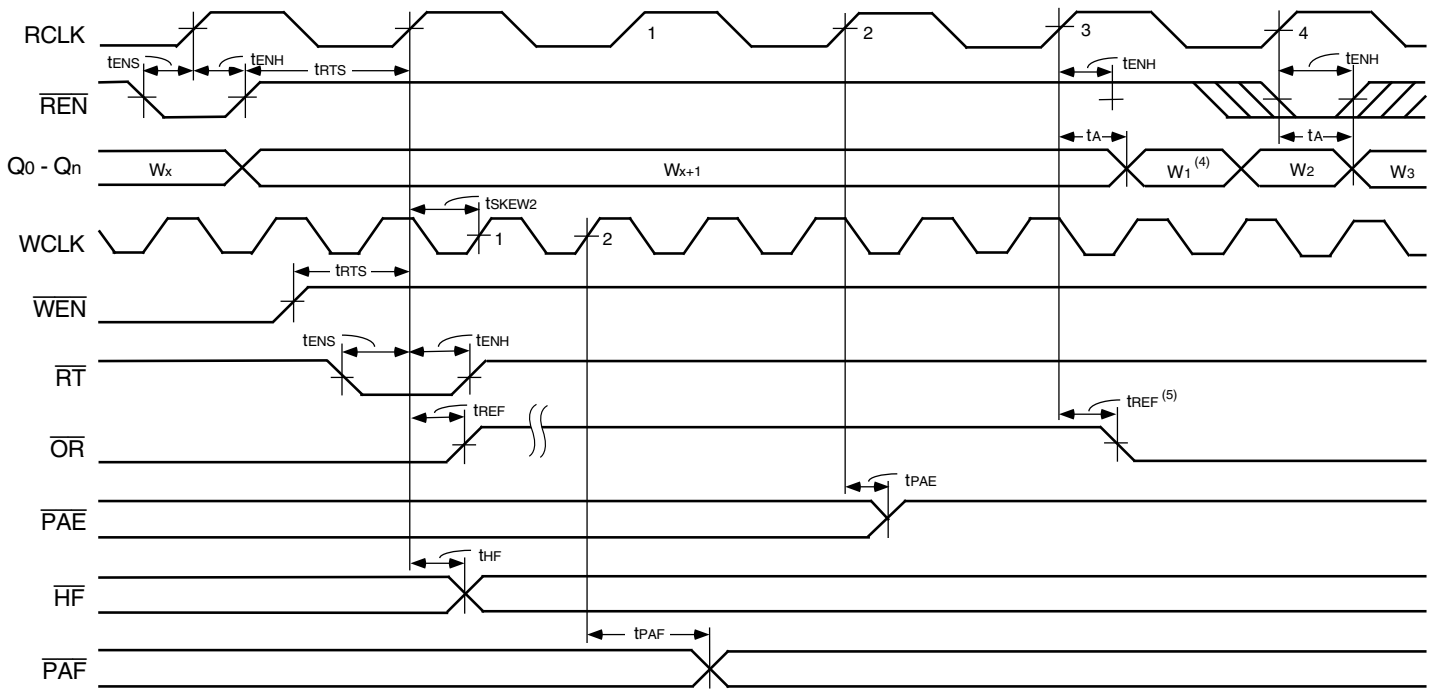 RCLK 1 2 3 4
tENS tENH tRTS tENH tENH
REN
tA tA
Q0 - Qn Wx Wx+1 W1 (4) W2 W3
tSKEW2
WCLK 1 2
tRTS
WEN
tENS tENH
RT
tREF tREF (5)
OR
tPAE
PAE
tHF
HF
tPAF
PAF